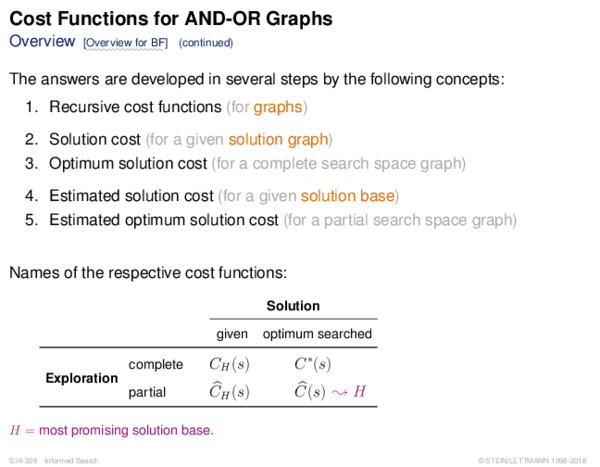 Cost Functions for AND-OR Graphs
Overview [Overview for BF] (continued)
The answers are developed in several steps by the following concepts:
1. Recursive cost functions (for graphs)
2. Solution cost (for a given solution graph)
3. Optimum solution cost (for a complete search space graph)
4. Estimated solution cost (for a given solution base)
5. Estimated optimum solution cost (for a partial search space graph)
Names of the respective cost functions:
Solution
given optimum searched
Exploration
complete C_H(s) C*(s)
partial Ĉ_H(s) Ĉ(s) ⇝ H
H = most promising solution base.
S:III-208 Informed Search ©STEIN/LETTMANN 1998-2018